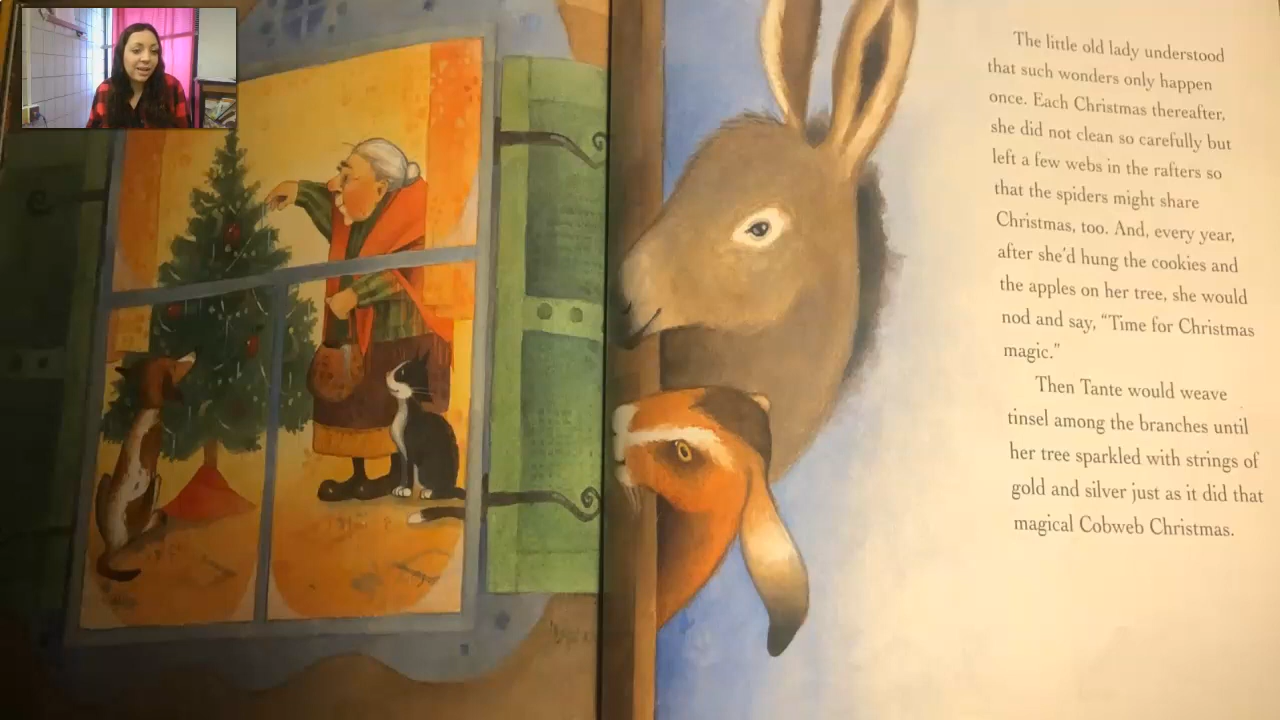 The little old lady understood
that such wonders only happen
once. Each Christmas thereafter,
she did not clean so carefully but
left a few webs in the rafters so
that the spiders might share
Christmas, too. And, every year,
after she'd hung the cookies and
the apples on her tree, she would
nod and say, "Time for Christmas
magic."
Then Tante would weave
tinsel among the branches until
her tree sparkled with strings of
gold and silver just as it did that
magical Cobweb Christmas.